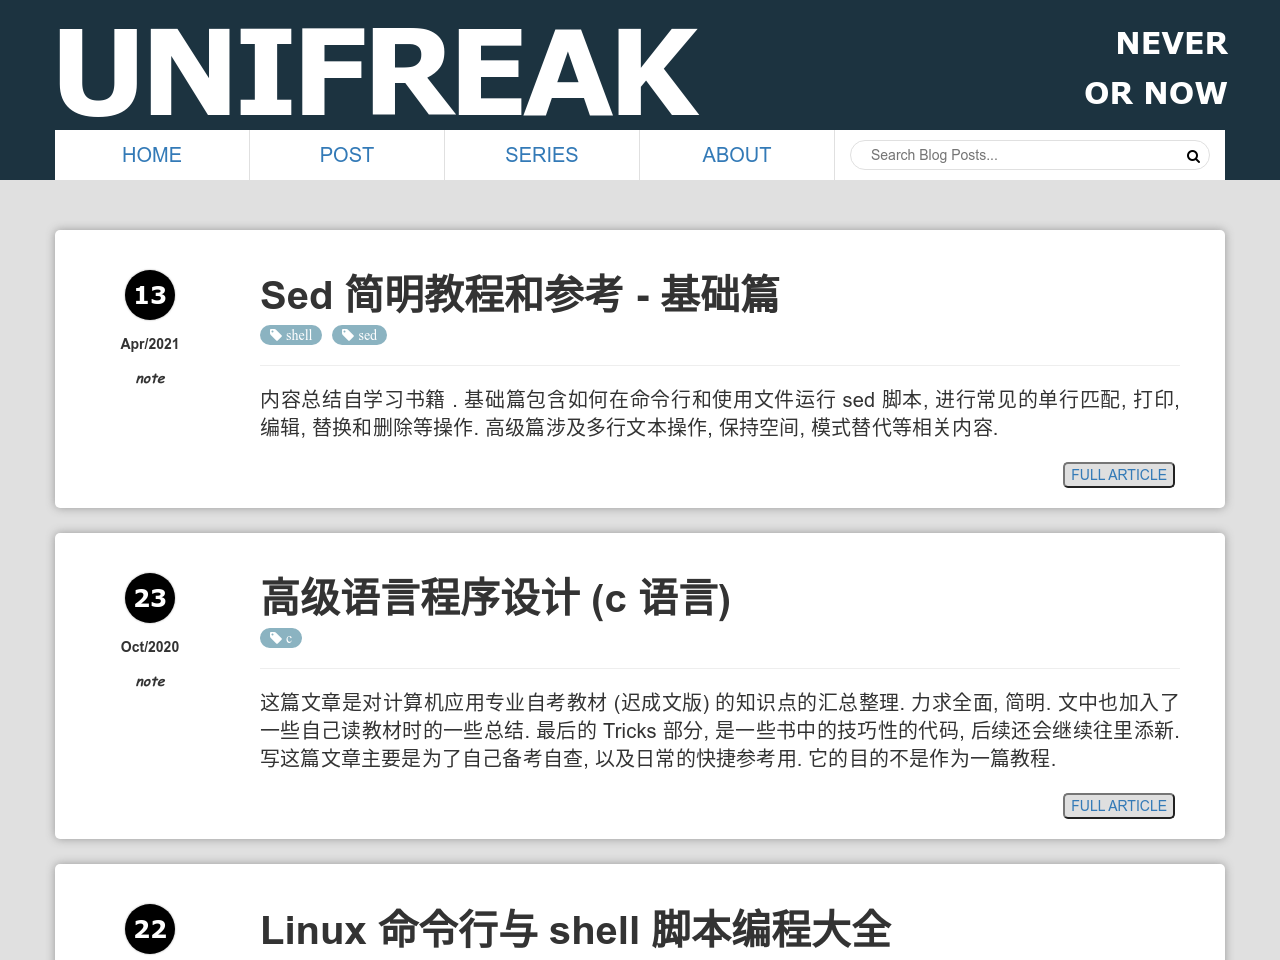 UNIFREAK
NEVER
OR NOW
HOME
POST
SERIES
ABOUT
Search Blog Posts...
13
Apr/2021
note
Sed 简明教程和参考 - 基础篇
shell
sed
内容总结自学习书籍 . 基础篇包含如何在命令行和使用文件运行 sed 脚本, 进行常见的单行匹配, 打印,
编辑, 替换和删除等操作. 高级篇涉及多行文本操作, 保持空间, 模式替代等相关内容.
FULL ARTICLE
23
Oct/2020
note
高级语言程序设计 (c 语言)
c
这篇文章是对计算机应用专业自考教材 (迟成文版) 的知识点的汇总整理. 力求全面, 简明. 文中也加入了
一些自己读教材时的一些总结. 最后的 Tricks 部分, 是一些书中的技巧性的代码, 后续还会继续往里添新.
写这篇文章主要是为了自己备考自查, 以及日常的快捷参考用. 它的目的不是作为一篇教程.
FULL ARTICLE
22
Linux 命令行与 shell 脚本编程大全